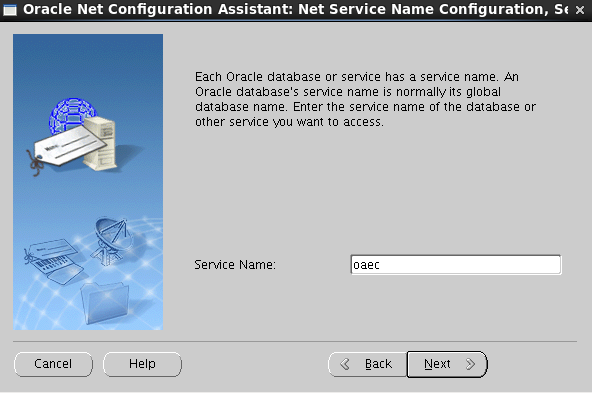 Oracle Net Configuration Assistant: Net Service Name Configuration, Se
Each Oracle database or service has a service name. An
Oracle database's service name is normally its global
database name. Enter the service name of the database or
other service you want to access.
Service Name:
oaec
Cancel
Help
Back
Next